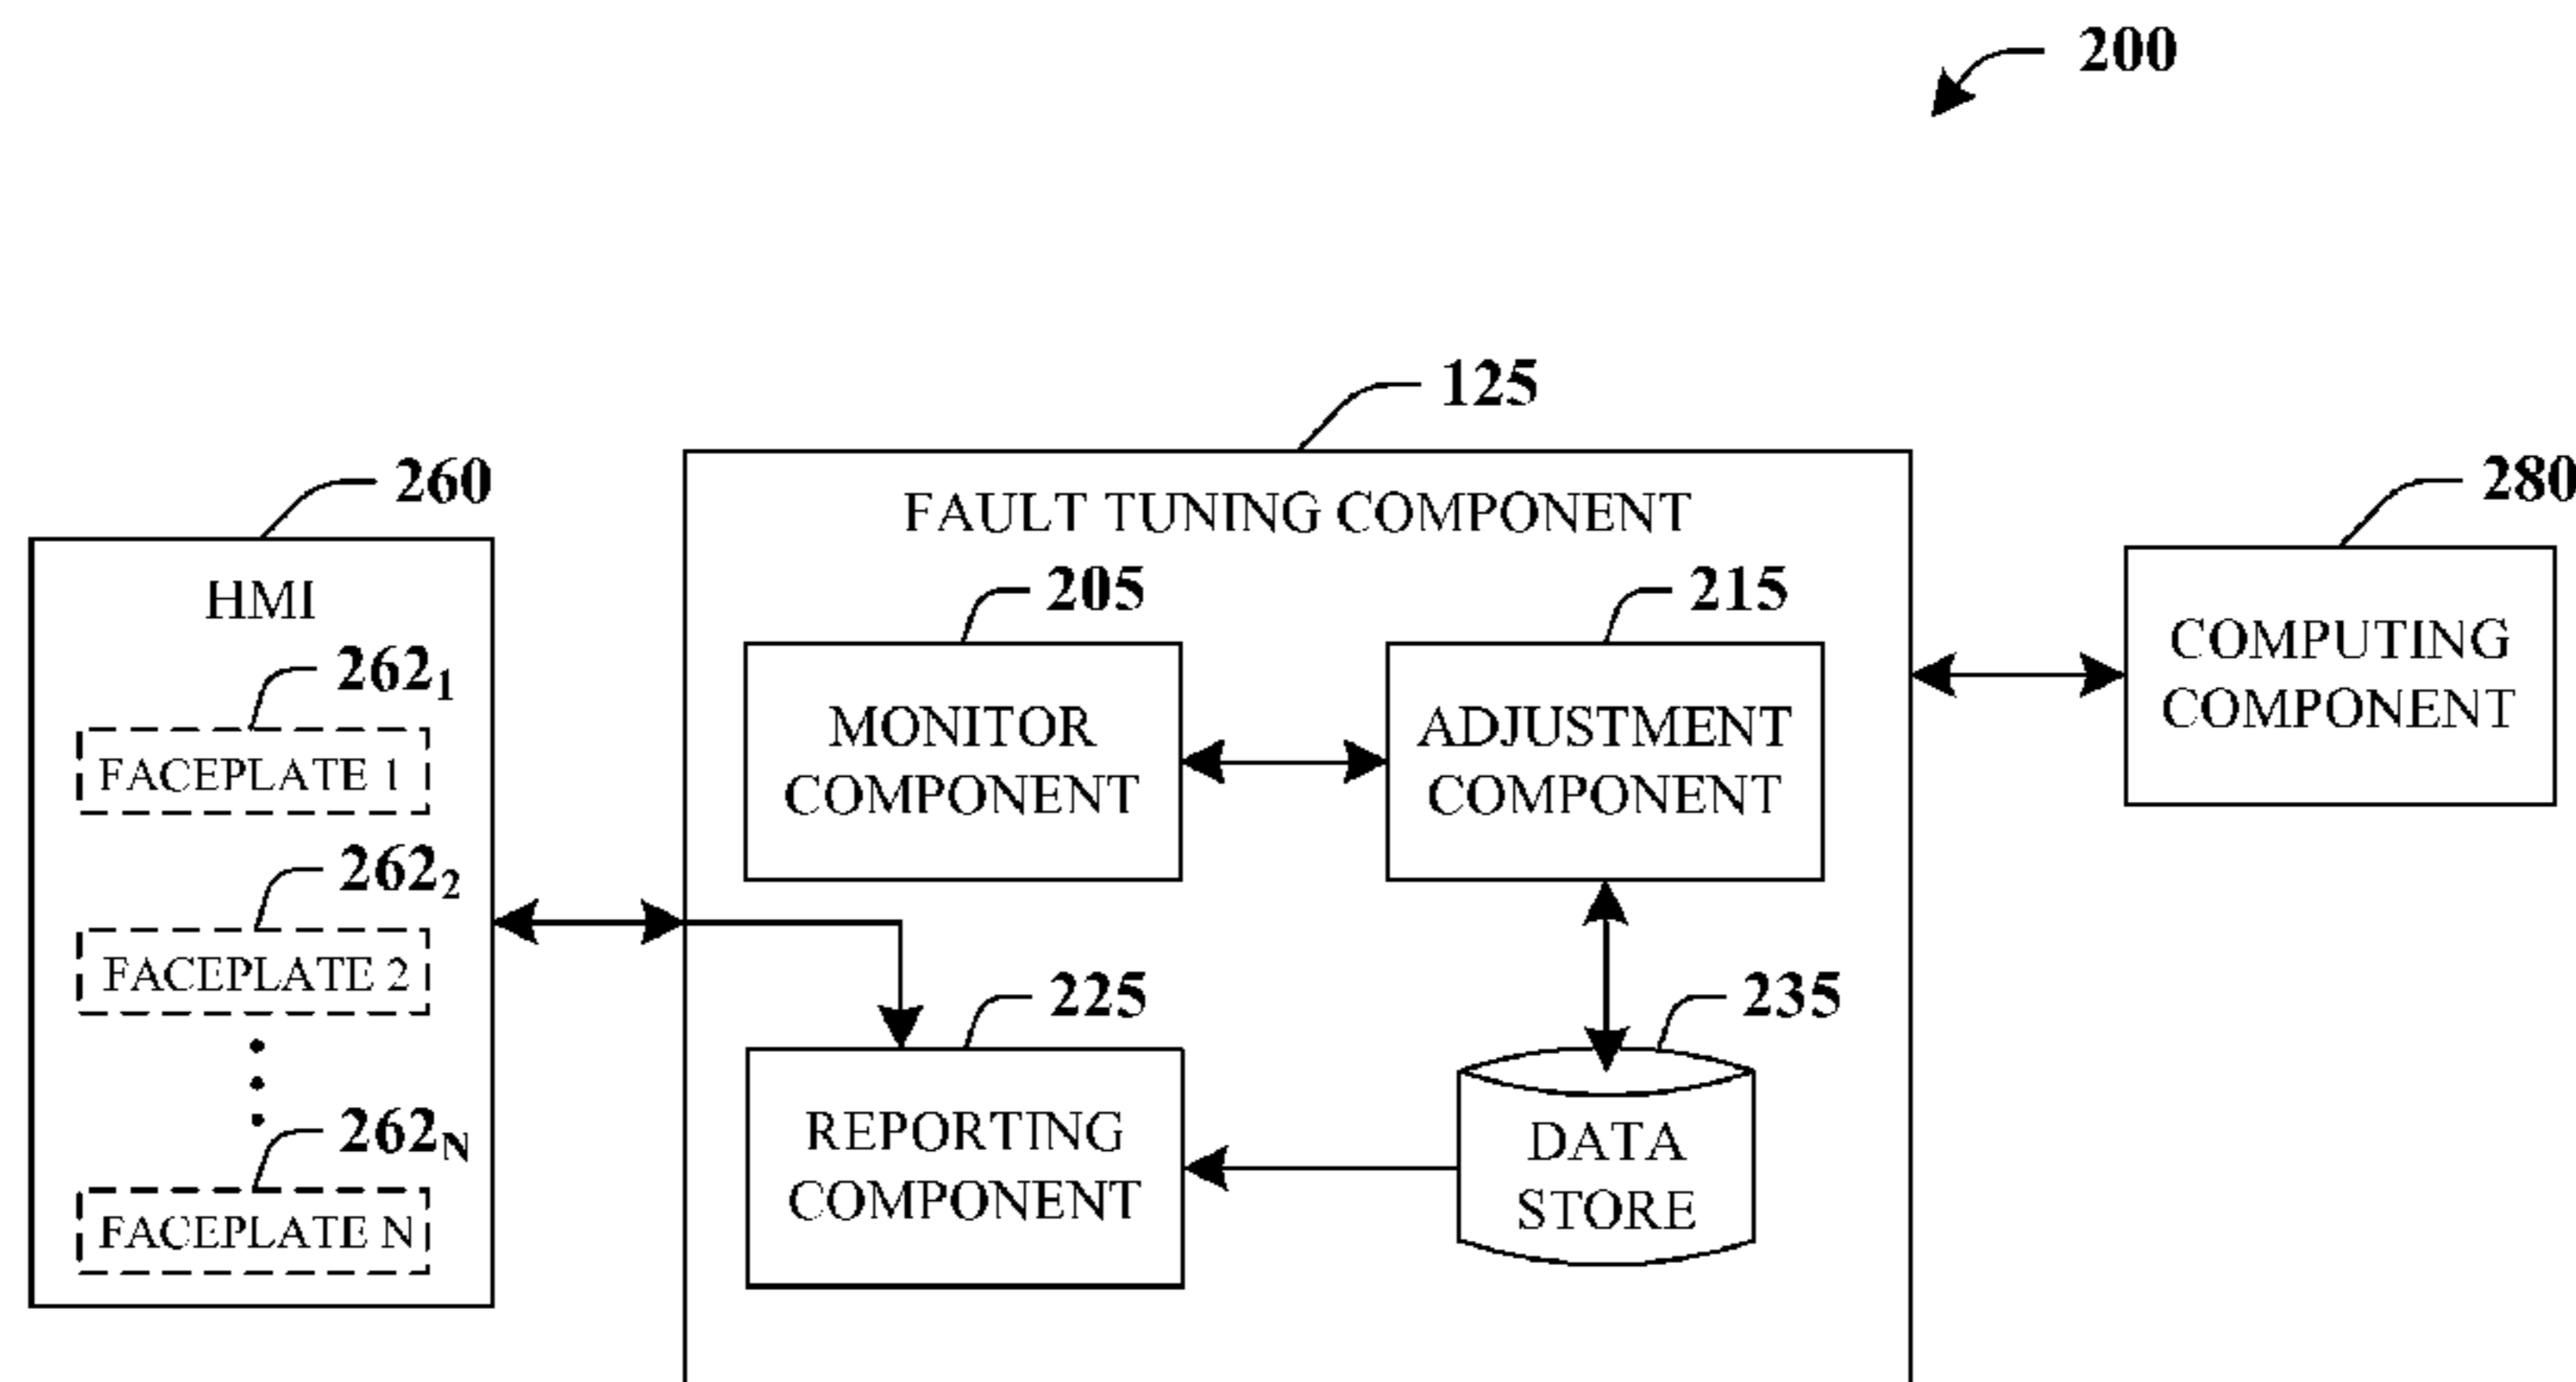 200
125
260
280
FAULT TUNING COMPONENT
HMI
205
215
262₁
MONITOR
COMPONENT
ADJUSTMENT
COMPONENT
COMPUTING
COMPONENT
FACEPLATE 1
262₂
FACEPLATE 2
225
235
262_N
REPORTING
COMPONENT
DATA
STORE
FACEPLATE N